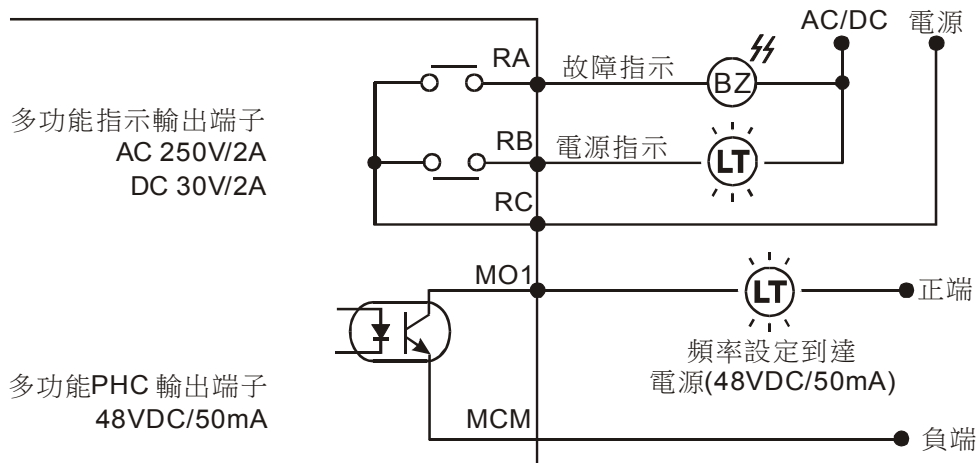 AC/DC 電源
RA
故障指示
BZ
多功能指示輸出端子
AC 250V/2A
DC 30V/2A
RB
電源指示
LT
RC
MO1
LT
正端
頻率設定到達
電源(48VDC/50mA)
多功能PHC 輸出端子
48VDC/50mA
MCM
負端